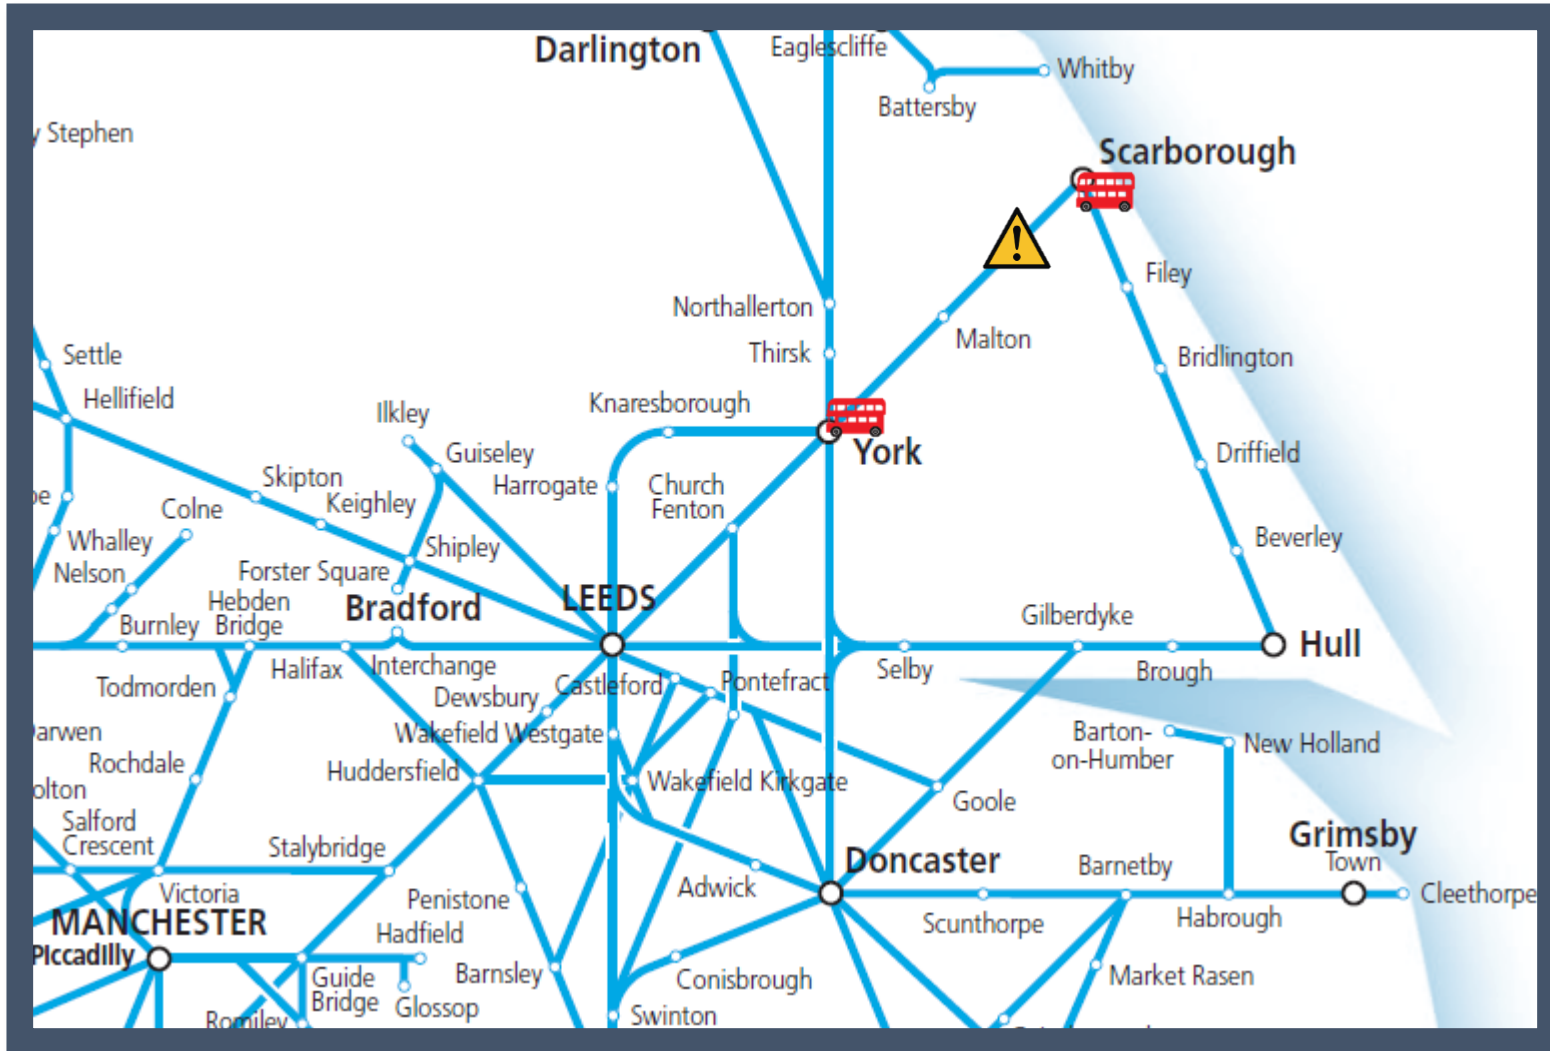 Darlington
Eaglescliffe
Whitby
Battersby
y Stephen
Scarborough
Filey
Northallerton
Malton
Thirsk
Settle
Bridlington
Hellifield
Knaresborough
Ilkley
York
Guiseley
Driffield
Skipton
Harrogate
Church
Fenton
Keighley
Colne
Whalley
Shipley
Beverley
Nelson
Forster Square
LEEDS
Hebden
Bridge
Bradford
Gilberdyke
Burnley
Hull
Halifax
Interchange
Selby
Brough
Todmorden
Dewsbury
Castleford
Pontefract
arwen
Wakefield Westgate
Barton-
on-Humber
New Holland
Rochdale
Huddersfield
Wakefield Kirkgate
olton
Goole
Salford
Crescent
Stalybridge
Grimsby
Town
Doncaster
Barnetby
Adwick
Victoria
Penistone
Cleethorpe
MANCHESTER
Piccadilly
Scunthorpe
Habrough
Hadfield
Guide
Bridge
Barnsley
Conisbrough
Market Rasen
Glossop
Romiley
Swinton